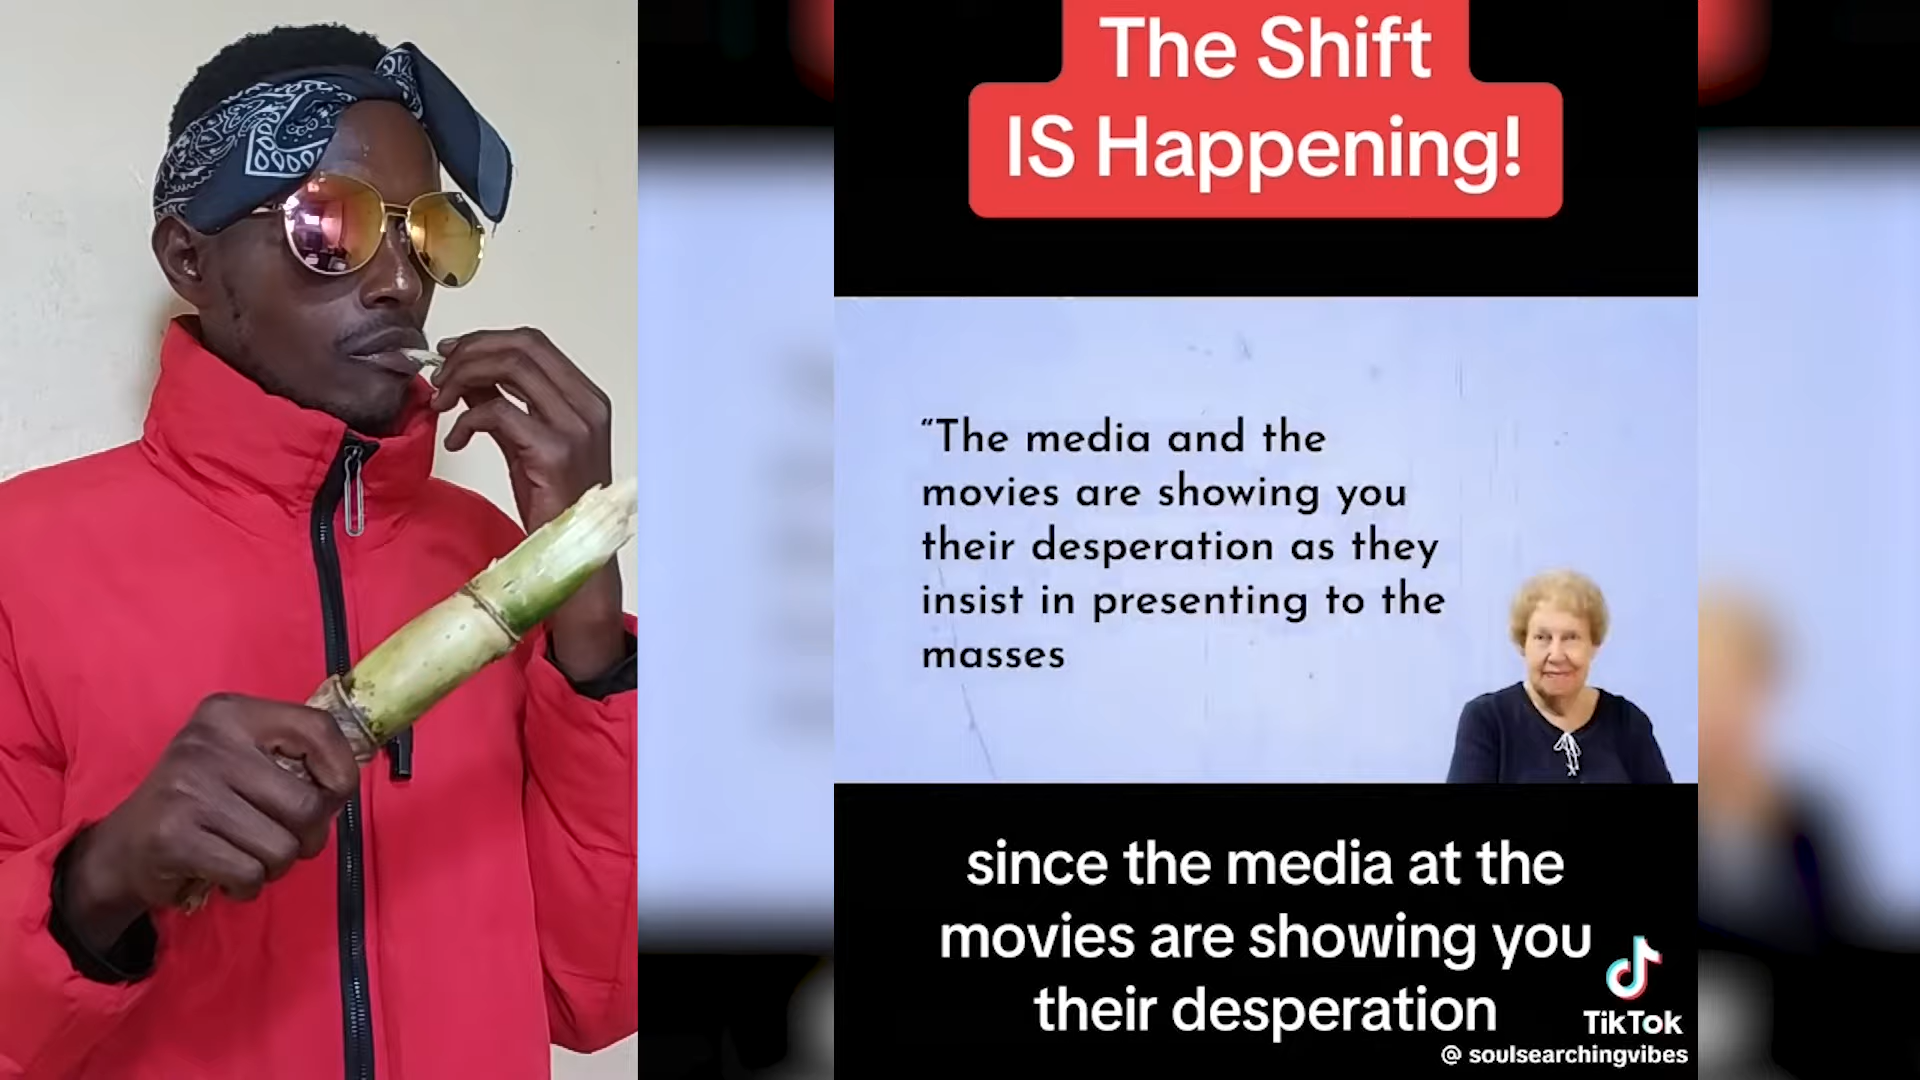 The Shift
IS Happening!
“The media and the
movies are showing you
their desperation as they
insist in presenting to the
masses
since the media at the
movies are showing you
their desperation
TikTok
@ soulsearchingvibes